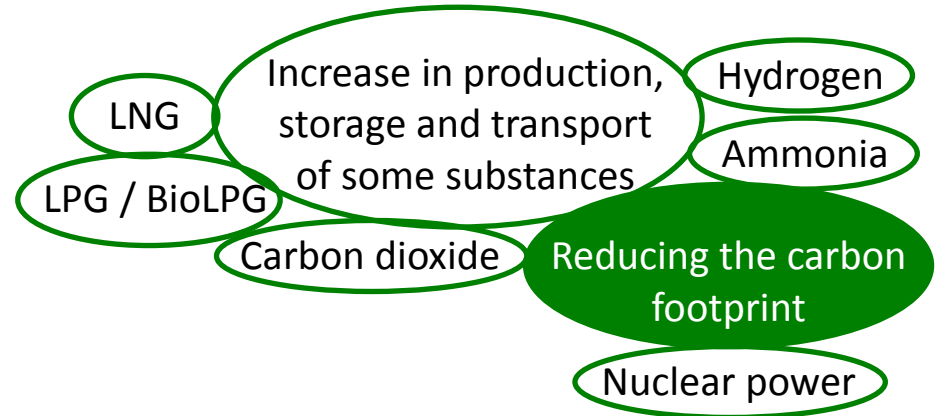 Increase in production,
storage and transport
of some substances
Hydrogen
LNG
Ammonia
LPG / BioLPG
Carbon dioxide
Reducing the carbon
footprint
Nuclear power